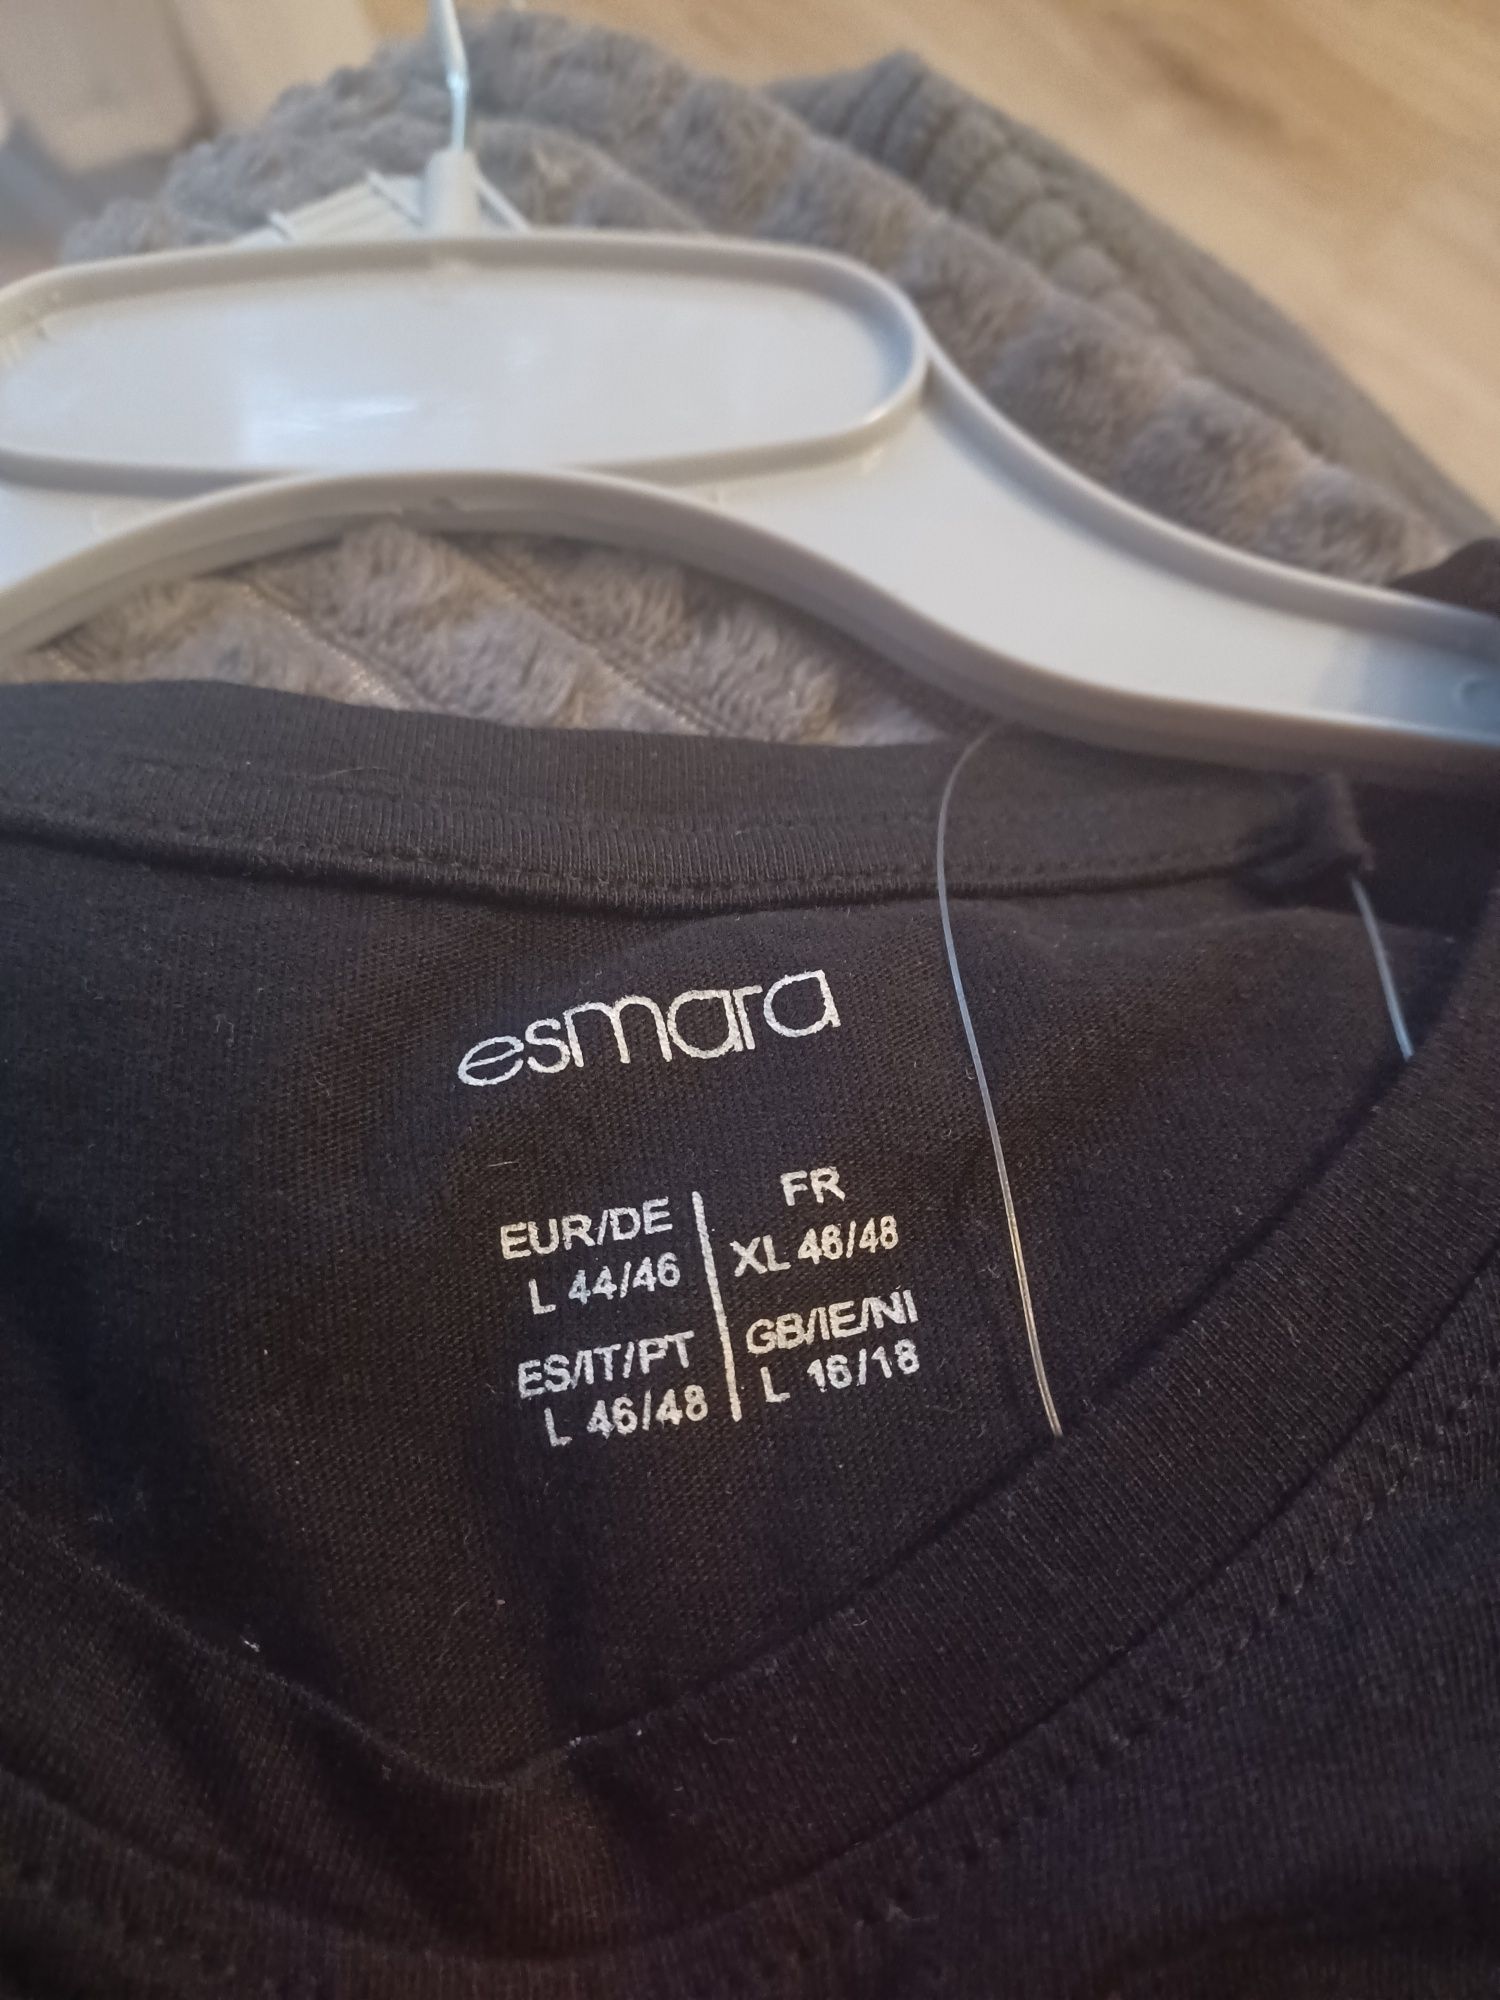 esmara
EUR/DE
L 44/46
ES/IT/PT
L 46/48
FR
XL 46/48
GB/IE/NI
L 16/18